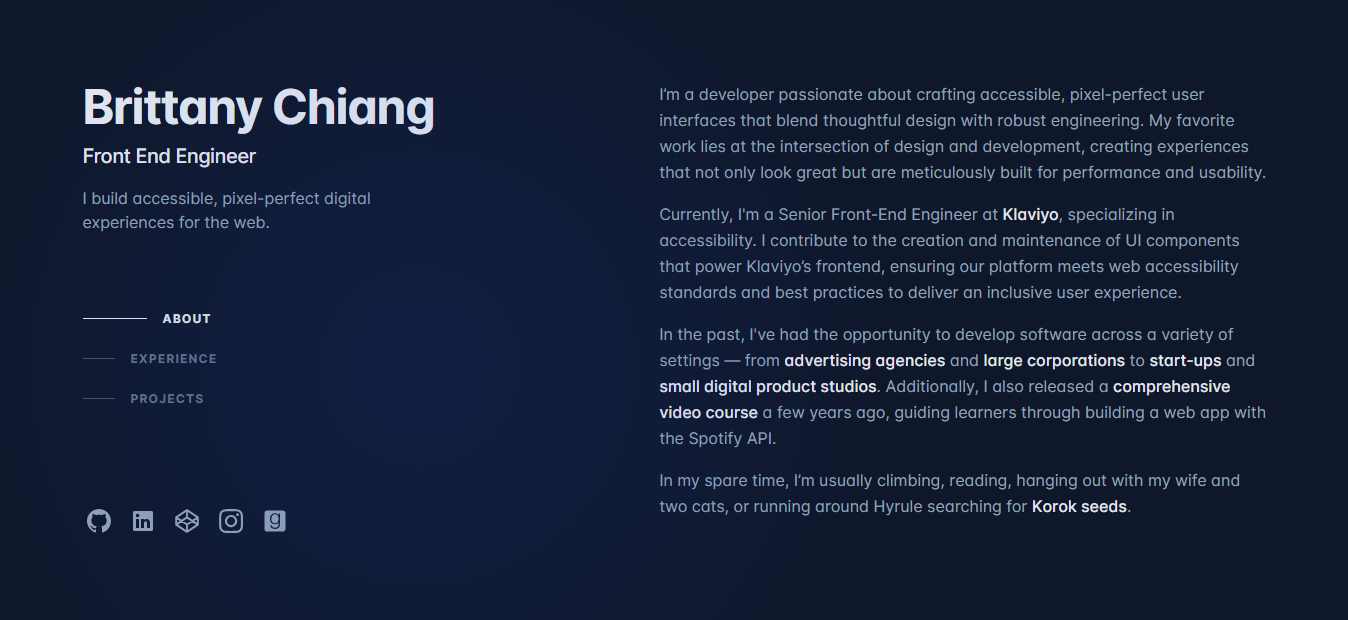 Brittany Chiang
Front End Engineer
I build accessible, pixel-perfect digital
experiences for the web.
ABOUT
EXPERIENCE
PROJECTS
I’m a developer passionate about crafting accessible, pixel-perfect user
interfaces that blend thoughtful design with robust engineering. My favorite
work lies at the intersection of design and development, creating experiences
that not only look great but are meticulously built for performance and usability.
Currently, I'm a Senior Front-End Engineer at Klaviyo, specializing in
accessibility. I contribute to the creation and maintenance of UI components
that power Klaviyo’s frontend, ensuring our platform meets web accessibility
standards and best practices to deliver an inclusive user experience.
In the past, I've had the opportunity to develop software across a variety of
settings — from advertising agencies and large corporations to start-ups and
small digital product studios. Additionally, I also released a comprehensive
video course a few years ago, guiding learners through building a web app with
the Spotify API.
In my spare time, I’m usually climbing, reading, hanging out with my wife and
two cats, or running around Hyrule searching for Korok seeds.